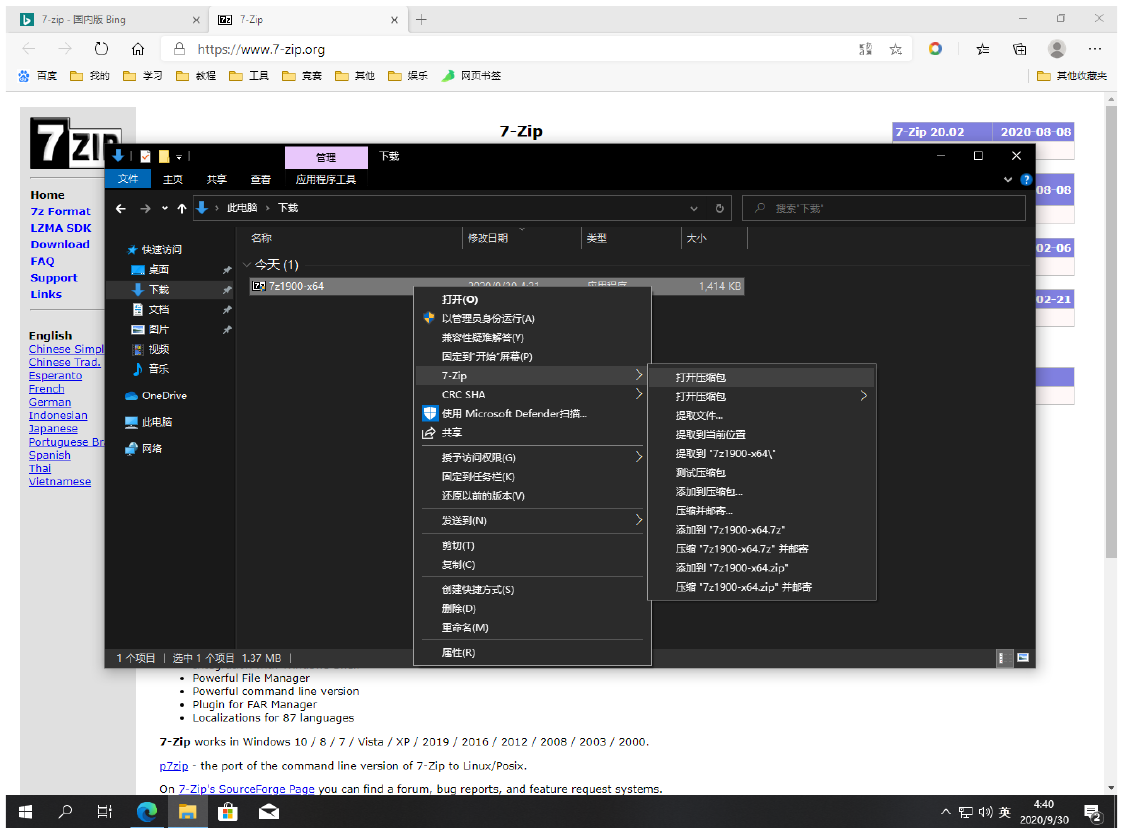 7-zip - 国内版 Bing
7-Zip
https://www.7-zip.org
百度 我的 学习 教程 工具 竞赛 其他 娱乐 网页书签 其他收藏夹
7ZIP
7-Zip
7-Zip 20.02 2020-08-08
08-08
02-06
02-21
Home
7z Format
LZMA SDK
Download
FAQ
Support
Links
English
Chinese Simpl
Chinese Trad.
Esperanto
French
German
Indonesian
Japanese
Portuguese Br
Spanish
Thai
Vietnamese
管理 下载
文件 主页 共享 查看 应用程序工具
此电脑 下载
搜索"下载"
快速访问
桌面
下载
文档
图片
视频
音乐
OneDrive
此电脑
网络
名称 修改日期 类型 大小
今天 (1)
7z1900-x64 2020/9/30 4:21 应用程序 1,414 KB
打开(O)
以管理员身份运行(A)
兼容性疑难解答(Y)
固定到"开始"屏幕(P)
7-Zip
CRC SHA
使用 Microsoft Defender扫描...
共享
授予访问权限(G)
固定到任务栏(K)
还原以前的版本(V)
发送到(N)
剪切(T)
复制(C)
创建快捷方式(S)
删除(D)
重命名(M)
属性(R)
打开压缩包
打开压缩包
提取文件...
提取到当前位置
提取到 "7z1900-x64\"
测试压缩包
添加到压缩包...
压缩并邮寄...
添加到 "7z1900-x64.7z"
压缩 "7z1900-x64.7z" 并邮寄
添加到 "7z1900-x64.zip"
压缩 "7z1900-x64.zip" 并邮寄
1 个项目 选中 1 个项目 1.37 MB
Powerful File Manager
Powerful command line version
Plugin for FAR Manager
Localizations for 87 languages
7-Zip works in Windows 10 / 8 / 7 / Vista / XP / 2019 / 2016 / 2012 / 2008 / 2003 / 2000.
p7zip - the port of the command line version of 7-Zip to Linux/Posix.
On 7-Zip's SourceForge Page you can find a forum, bug reports, and feature request systems.
英
4:40
2020/9/30
2